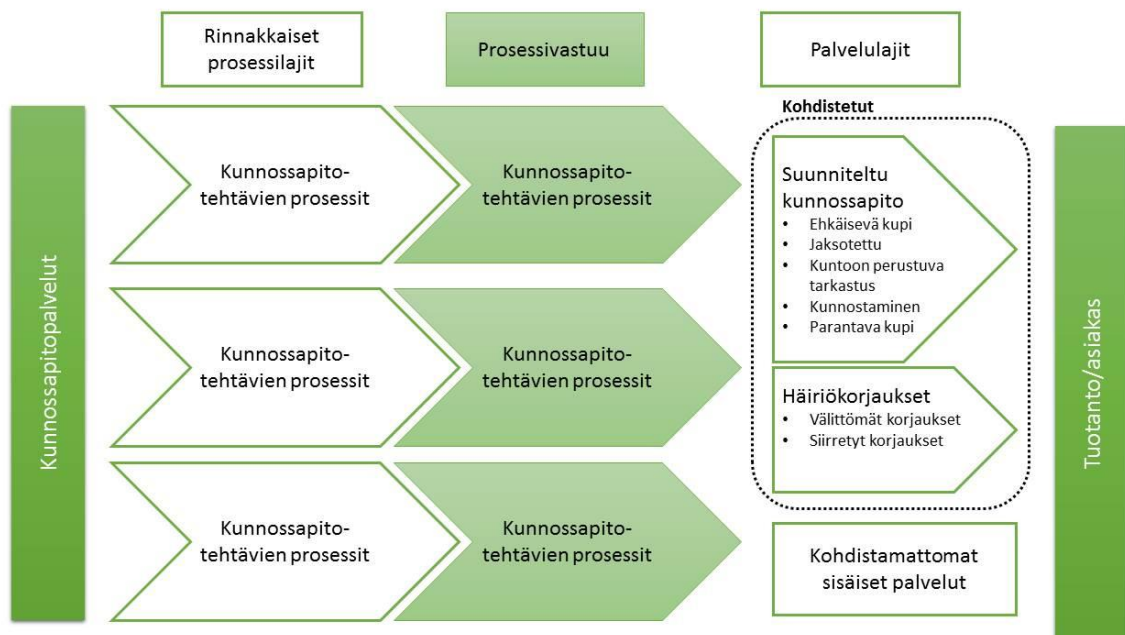 Rinnakkaiset
prosessilajit
Prosessivastuu
Palvelulajit
Kunnossapitopalvelut
Kunnossapito-
tehtävien prosessit
Kunnossapito-
tehtävien prosessit
Kunnossapito-
tehtävien prosessit
Kunnossapito-
tehtävien prosessit
Kunnossapito-
tehtävien prosessit
Kunnossapito-
tehtävien prosessit
Kohdistetut
Suunniteltu
kunnossapito
• Ehkäisevä kupi
• Jaksotettu
• Kuntoon perustuva
tarkastus
• Kunnostaminen
• Parantava kupi
Häiriökorjaukset
• Välittömät korjaukset
• Siirretyt korjaukset
Kohdistamattomat
sisäiset palvelut
Tuotanto/asiakas